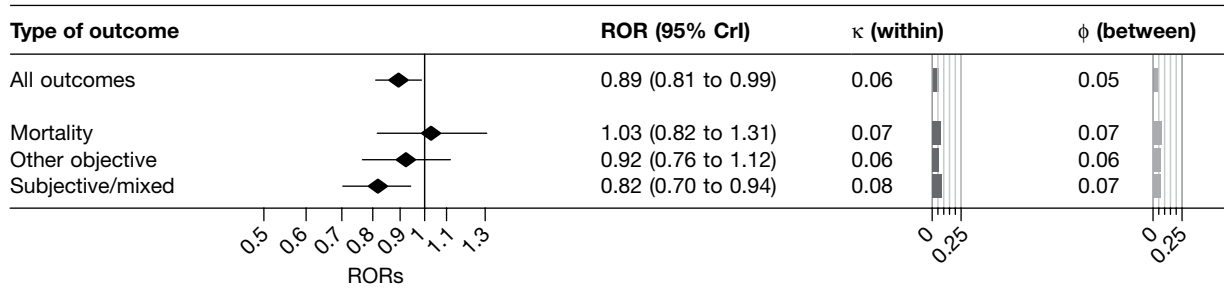 Type of outcome ROR (95% CrI) κ (within) ϕ (between)
All outcomes 0.89 (0.81 to 0.99) 0.06 0.05
Mortality 1.03 (0.82 to 1.31) 0.07 0.07
Other objective 0.92 (0.76 to 1.12) 0.06 0.06
Subjective/mixed 0.82 (0.70 to 0.94) 0.08 0.07
0.5 0.6 0.7 0.8 0.9 1 1.1 1.3 0 0.25 0 0.25
RORs